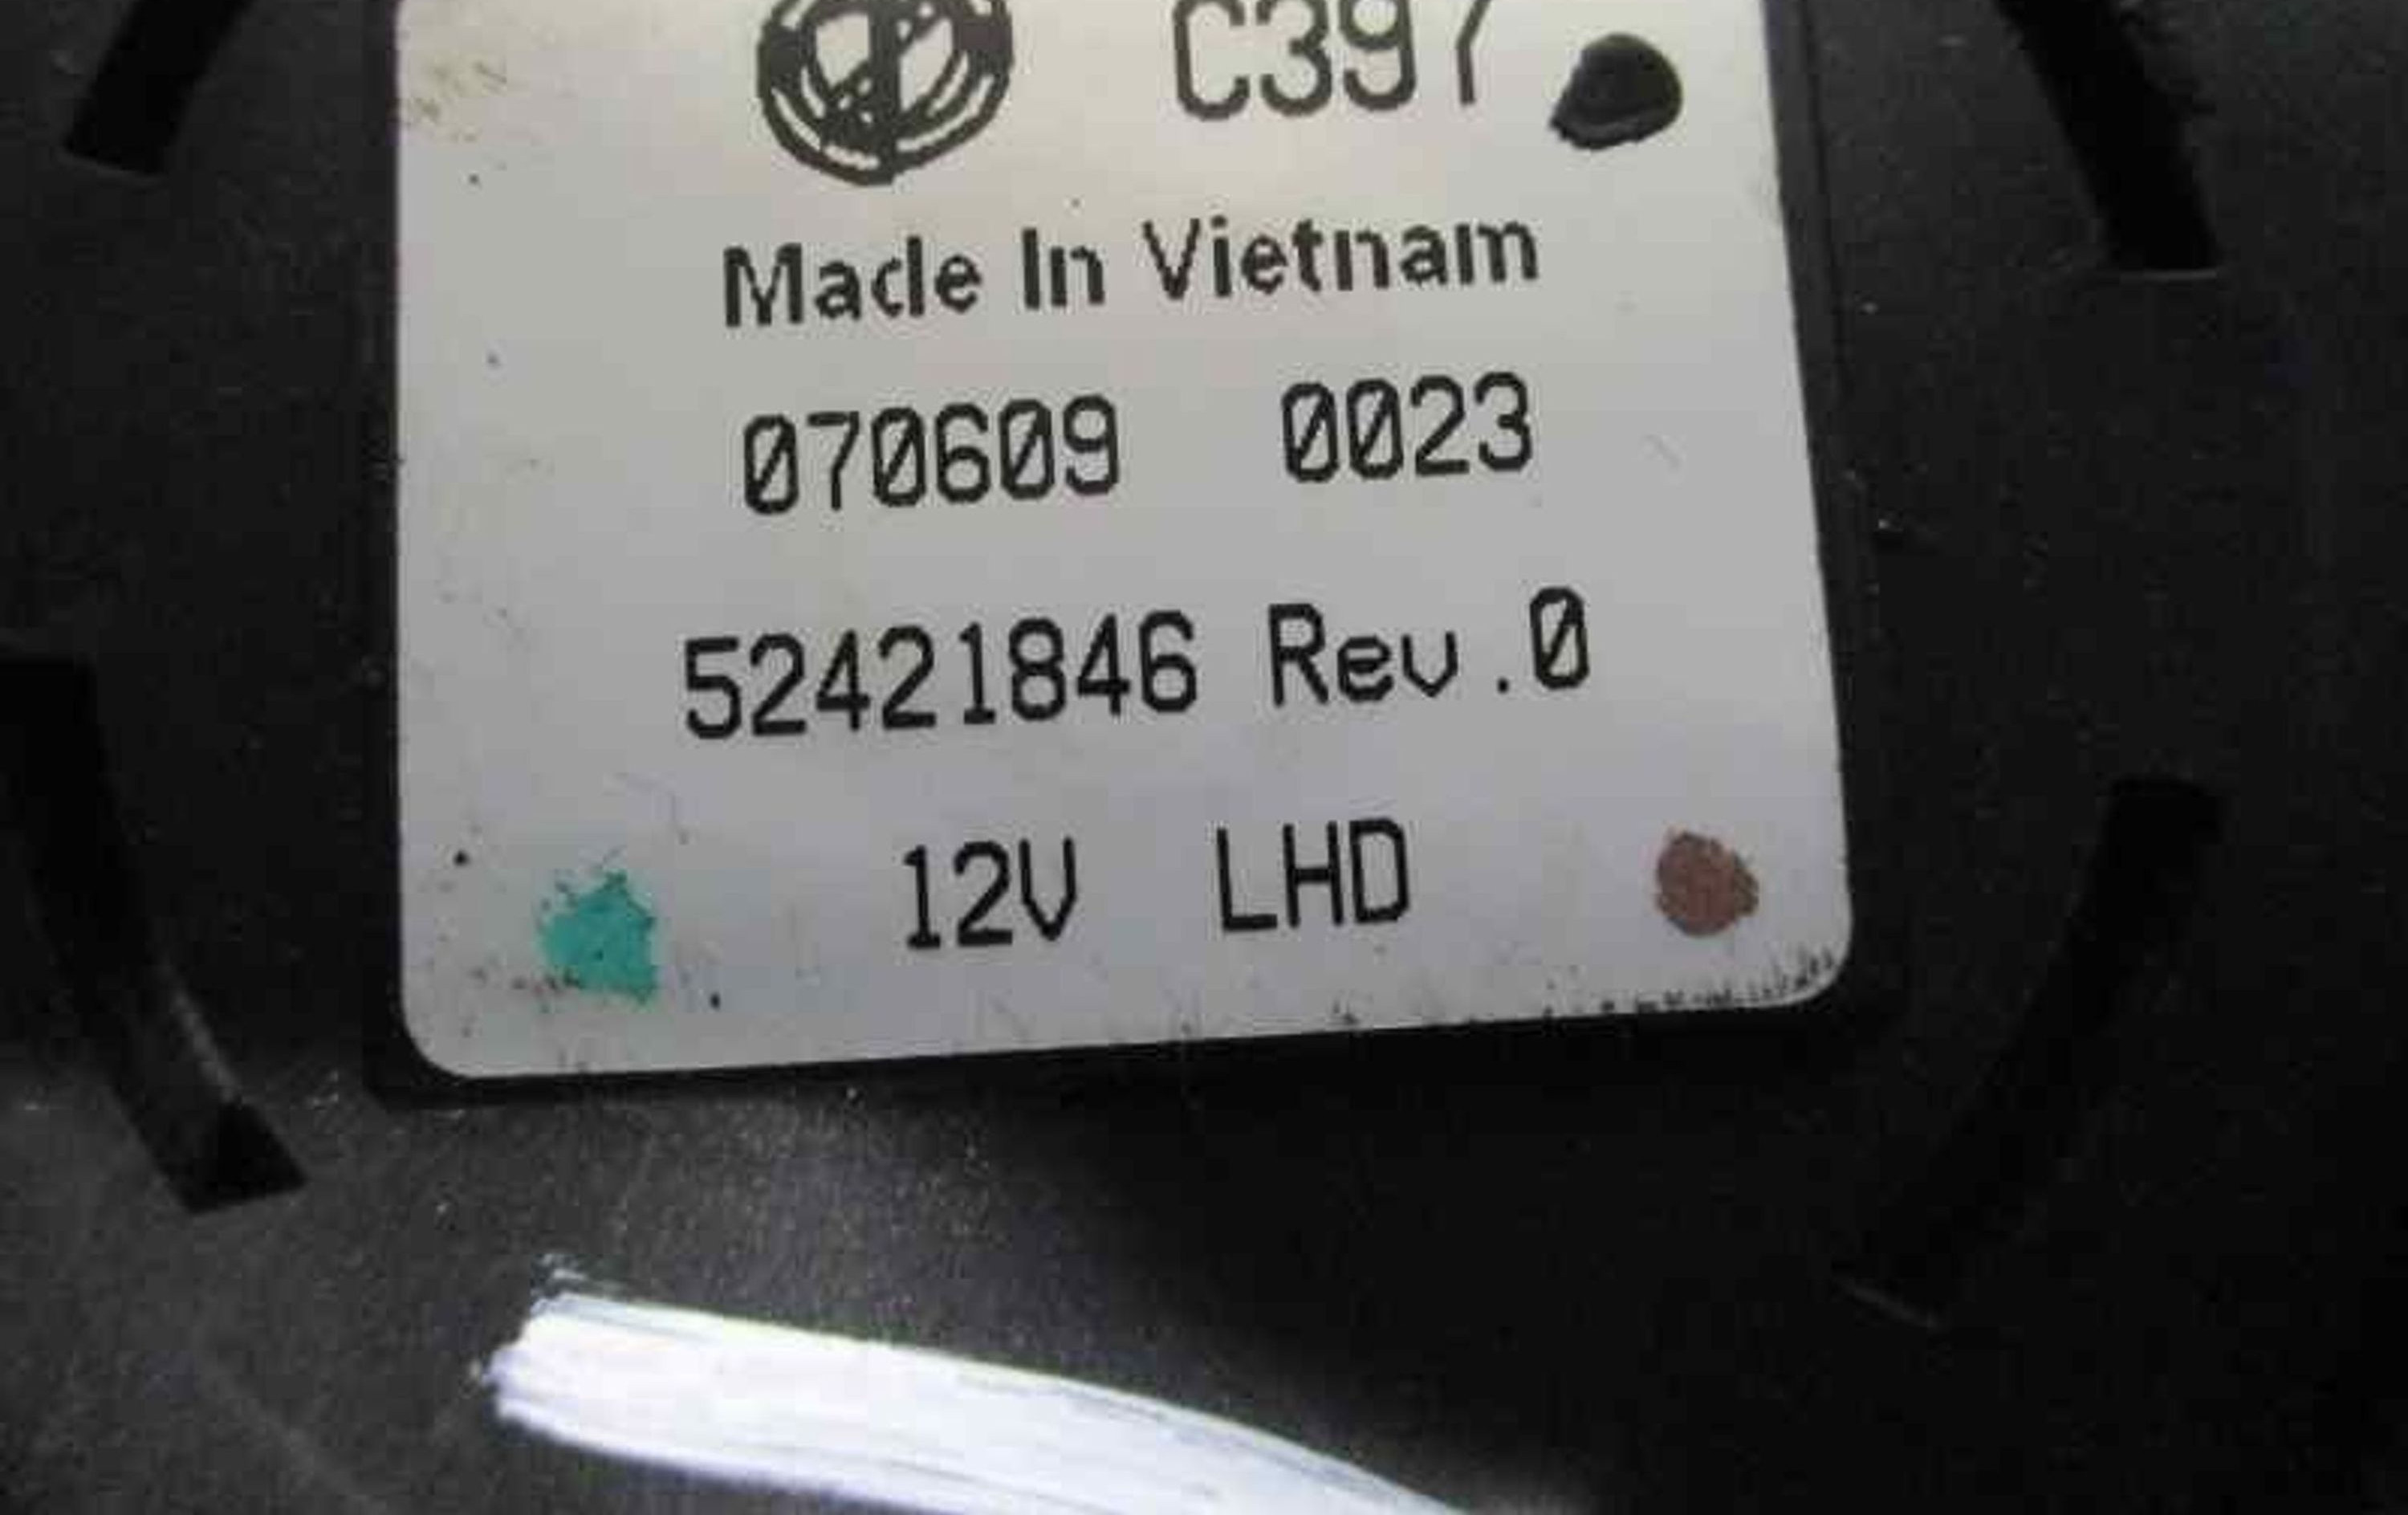 C397
Made In Vietnam
070609 0023
52421846 Rev.0
12V LHD